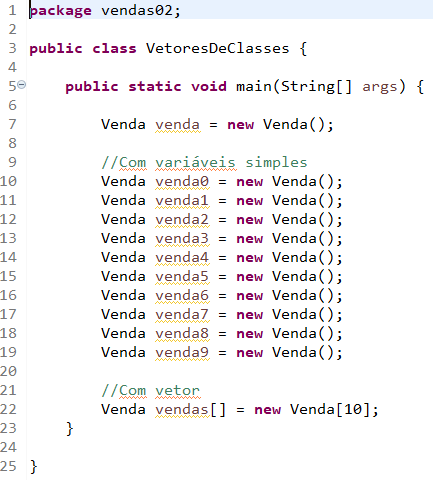 1 package vendas02;
2
3 public class VetoresDeClasses {
4
5     public static void main(String[] args) {
6
7         Venda venda = new Venda();
8
9         //Com variáveis simples
10         Venda venda0 = new Venda();
11         Venda venda1 = new Venda();
12         Venda venda2 = new Venda();
13         Venda venda3 = new Venda();
14         Venda venda4 = new Venda();
15         Venda venda5 = new Venda();
16         Venda venda6 = new Venda();
17         Venda venda7 = new Venda();
18         Venda venda8 = new Venda();
19         Venda venda9 = new Venda();
20
21         //Com vetor
22         Venda vendas[] = new Venda[10];
23     }
24
25 }